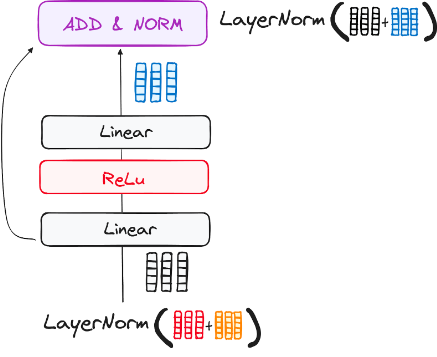 ADD & NORM
LayerNorm( + )
Linear
ReLu
Linear
LayerNorm( + )